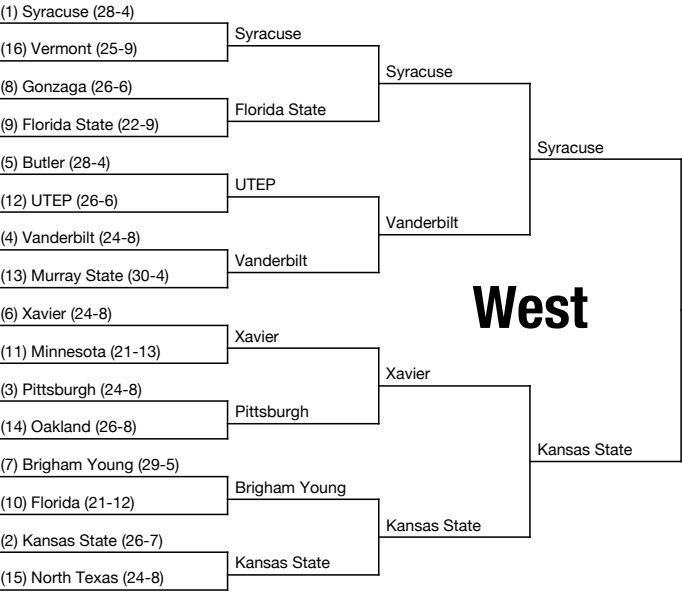 (1) Syracuse (28-4)
(16) Vermont (25-9)
(8) Gonzaga (26-6)
(9) Florida State (22-9)
(5) Butler (28-4)
(12) UTEP (26-6)
(4) Vanderbilt (24-8)
(13) Murray State (30-4)
(6) Xavier (24-8)
(11) Minnesota (21-13)
(3) Pittsburgh (24-8)
(14) Oakland (26-8)
(7) Brigham Young (29-5)
(10) Florida (21-12)
(2) Kansas State (26-7)
(15) North Texas (24-8)
Syracuse
Florida State
UTEP
Vanderbilt
Xavier
Pittsburgh
Brigham Young
Kansas State
Syracuse
Vanderbilt
Xavier
Kansas State
Syracuse
Kansas State
West